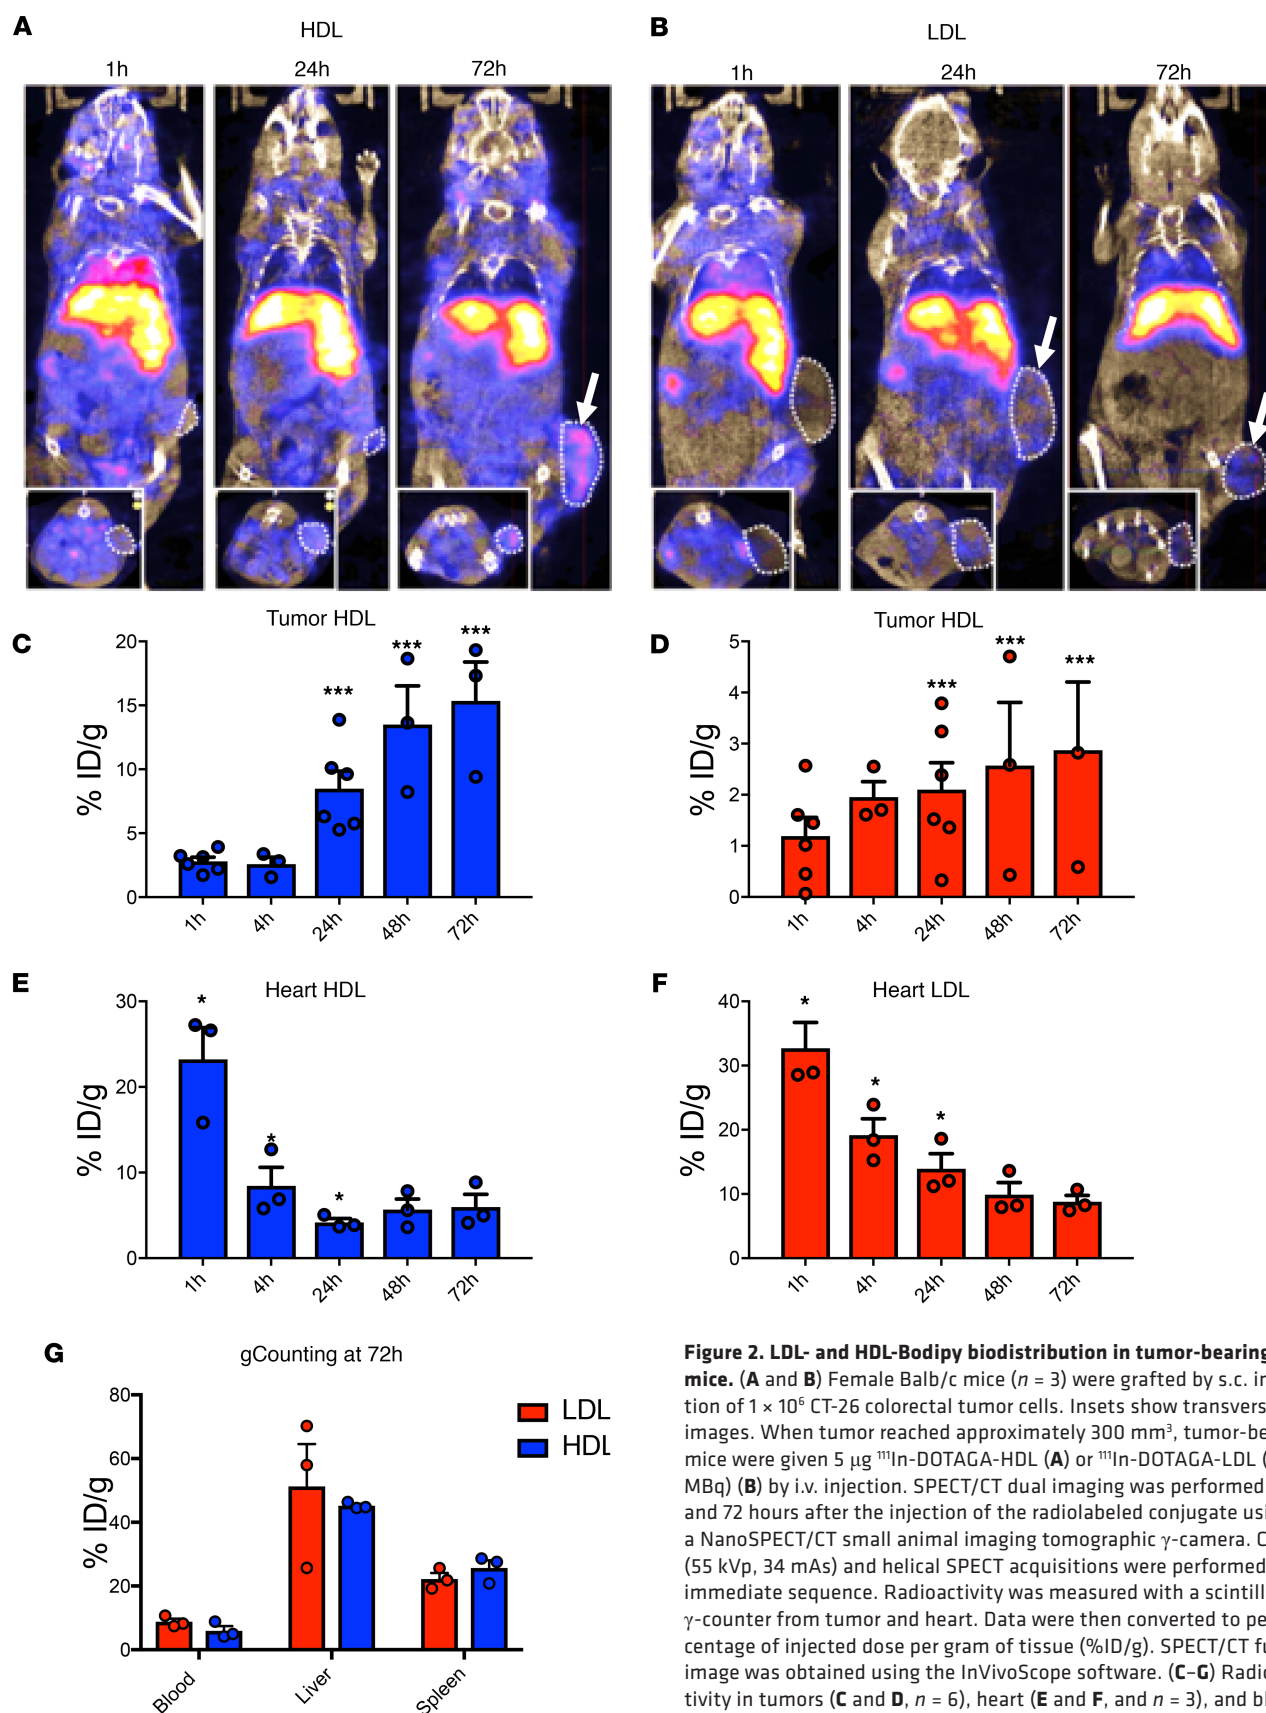 A
HDL
1h
24h
72h
B
LDL
1h
24h
72h
C
Tumor HDL
% ID/g
20
15
10
5
0
***
***
***
1h
4h
24h
48h
72h
D
Tumor HDL
% ID/g
5
4
3
2
1
0
***
***
***
1h
4h
24h
48h
72h
E
Heart HDL
% ID/g
30
20
10
0
*
*
*
1h
4h
24h
48h
72h
F
Heart LDL
% ID/g
40
30
20
10
0
*
*
*
1h
4h
24h
48h
72h
G
gCounting at 72h
% ID/g
80
60
40
20
0
LDL
HDL
Blood
Liver
Spleen
Figure 2. LDL- and HDL-Bodipy biodistribution in tumor-bearing
mice. (A and B) Female Balb/c mice (n = 3) were grafted by s.c. in
tion of 1 × 10⁶ CT-26 colorectal tumor cells. Insets show transvers
images. When tumor reached approximately 300 mm³, tumor-be
mice were given 5 μg ¹¹¹In-DOTAGA-HDL (A) or ¹¹¹In-DOTAGA-LDL (
MBq) (B) by i.v. injection. SPECT/CT dual imaging was performed
and 72 hours after the injection of the radiolabeled conjugate usi
a NanoSPECT/CT small animal imaging tomographic γ-camera. C
(55 kVp, 34 mAs) and helical SPECT acquisitions were performed
immediate sequence. Radioactivity was measured with a scintill
γ-counter from tumor and heart. Data were then converted to pe
centage of injected dose per gram of tissue (%ID/g). SPECT/CT fu
image was obtained using the InVivoScope software. (C–G) Radio
tivity in tumors (C and D, n = 6), heart (E and F, and n = 3), and bl